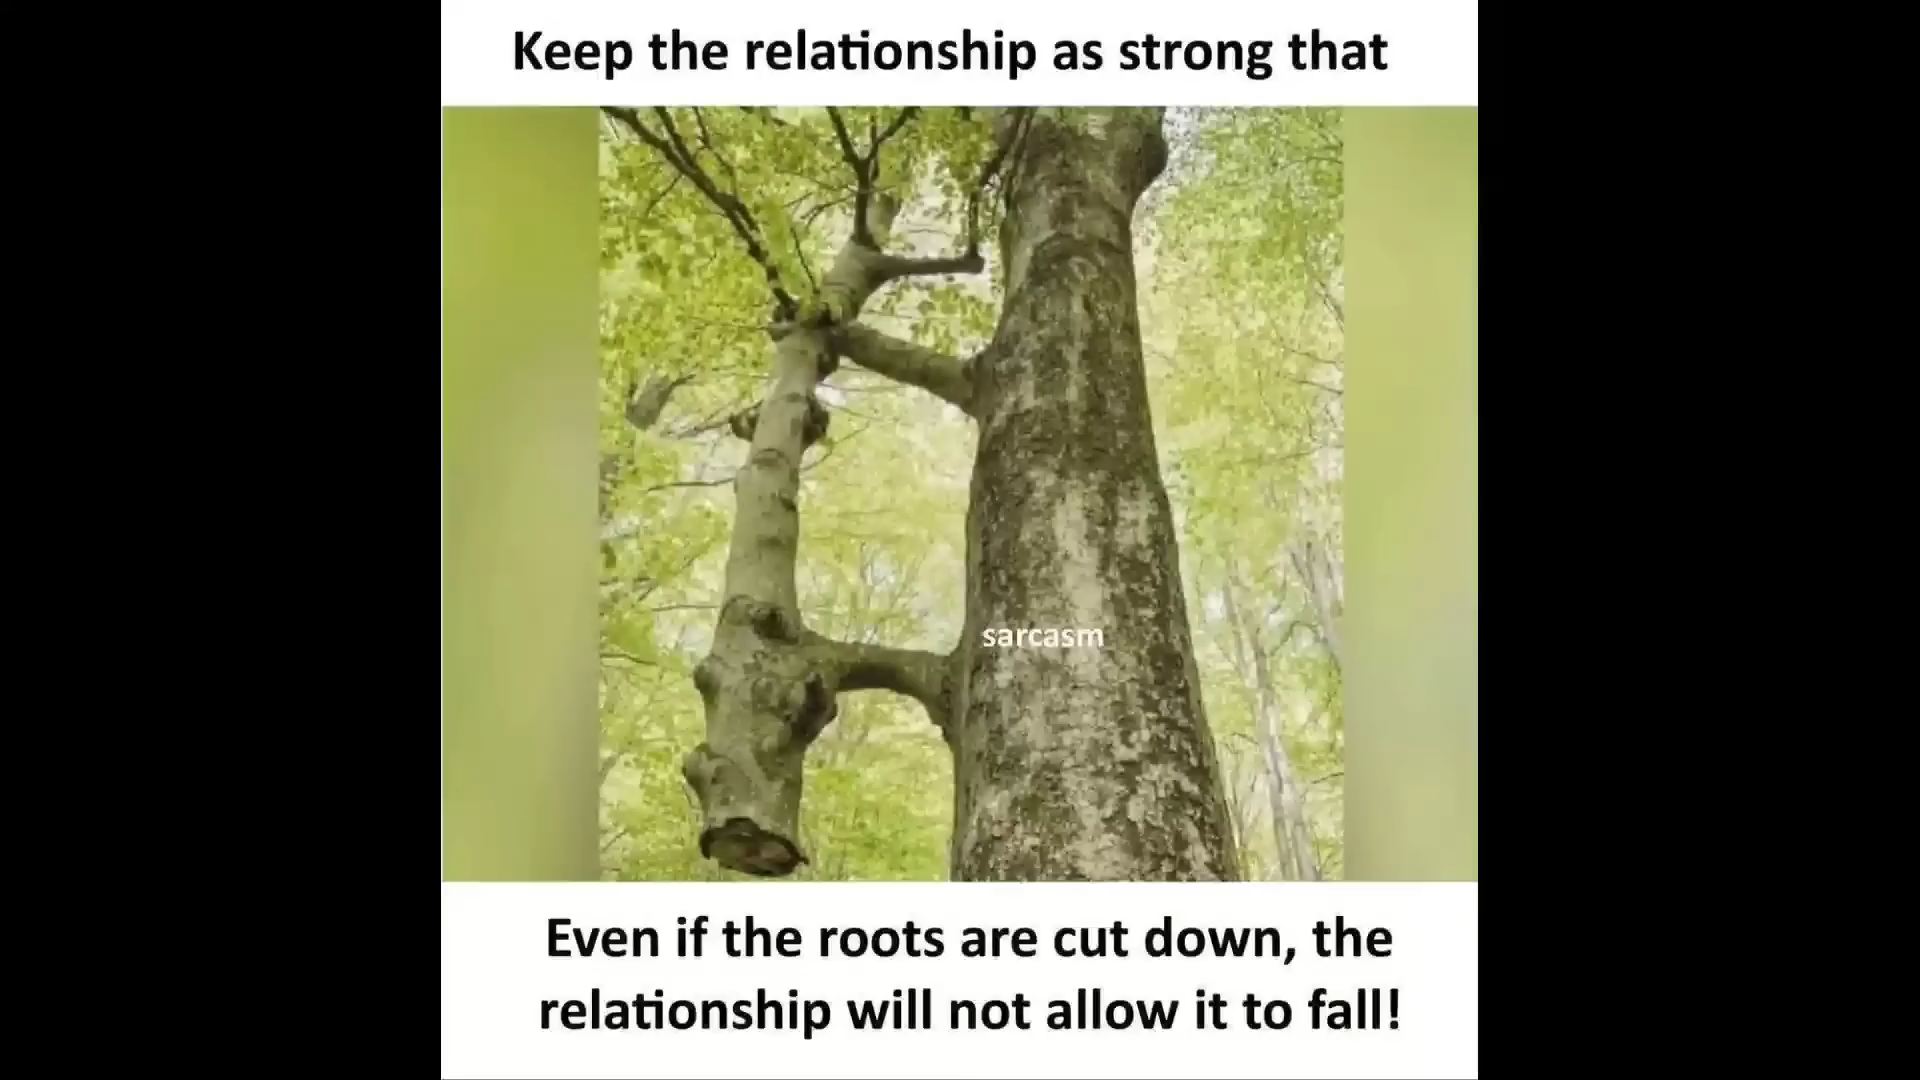 Keep the relationship as strong that
sarcasm
Even if the roots are cut down, the
relationship will not allow it to fall!